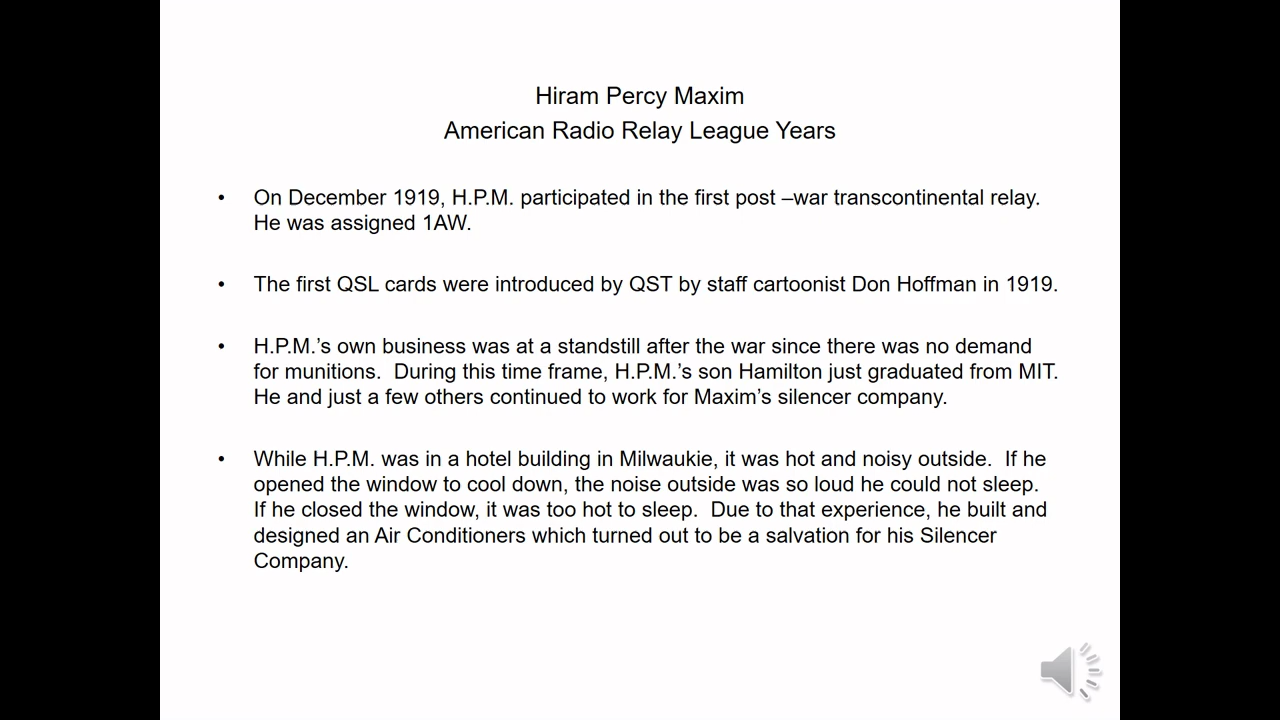 Hiram Percy Maxim
American Radio Relay League Years
• On December 1919, H.P.M. participated in the first post –war transcontinental relay.
He was assigned 1AW.
• The first QSL cards were introduced by QST by staff cartoonist Don Hoffman in 1919.
• H.P.M.’s own business was at a standstill after the war since there was no demand
for munitions.  During this time frame, H.P.M.’s son Hamilton just graduated from MIT.
He and just a few others continued to work for Maxim’s silencer company.
• While H.P.M. was in a hotel building in Milwaukie, it was hot and noisy outside.  If he
opened the window to cool down, the noise outside was so loud he could not sleep.
If he closed the window, it was too hot to sleep.  Due to that experience, he built and
designed an Air Conditioners which turned out to be a salvation for his Silencer
Company.